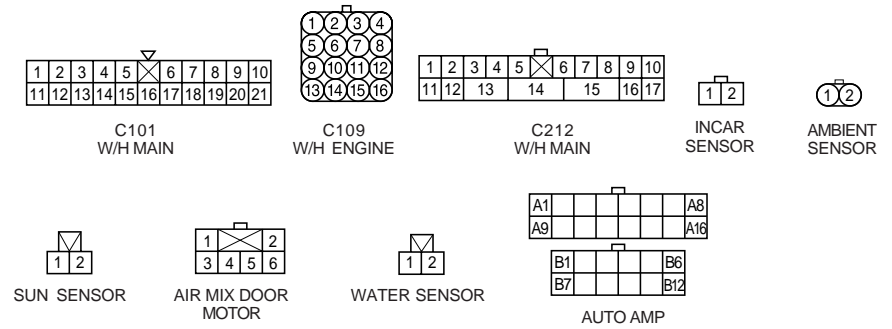 1 2 3 4 5 6 7 8 9 10
11 12 13 14 15 16 17 18 19 20 21
C101
W/H MAIN
1 2 3 4
5 6 7 8
9 10 11 12
13 14 15 16
C109
W/H ENGINE
1 2 3 4 5 6 7 8 9 10
11 12 13 14 15 16 17
C212
W/H MAIN
1 2
INCAR
SENSOR
1 2
AMBIENT
SENSOR
1 2
SUN SENSOR
1 2
3 4 5 6
AIR MIX DOOR
MOTOR
1 2
WATER SENSOR
A1 A8
A9 A16
B1 B6
B7 B12
AUTO AMP